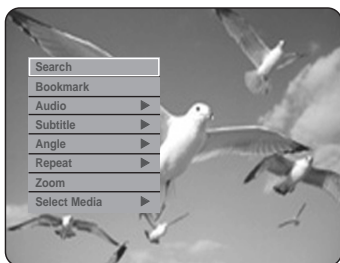 Search
Bookmark
Audio
Subtitle
Angle
Repeat
Zoom
Select Media